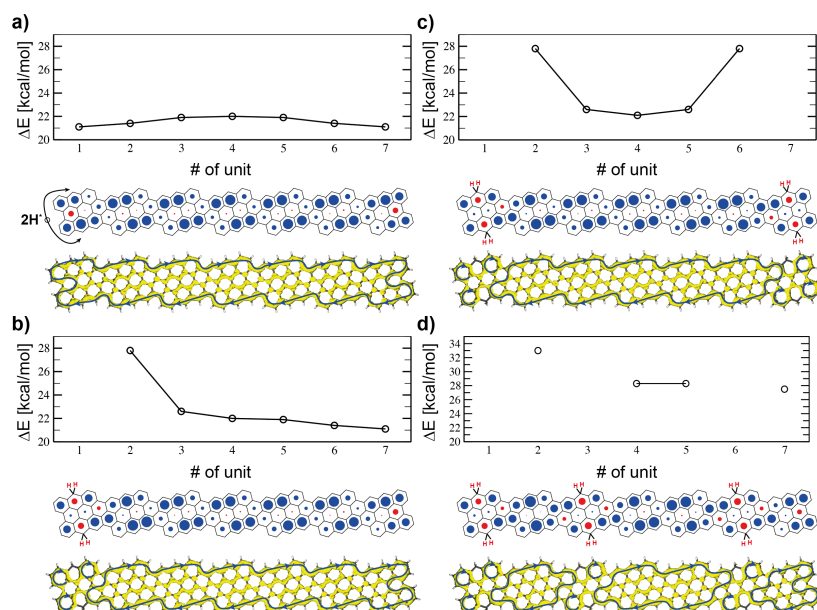 a)
ΔE [kcal/mol]
28
26
24
22
20
1 2 3 4 5 6 7
# of unit
2H·
c)
ΔE [kcal/mol]
28
26
24
22
20
1 2 3 4 5 6 7
# of unit
H H
H H
H H
H H
b)
ΔE [kcal/mol]
28
26
24
22
20
1 2 3 4 5 6 7
# of unit
H H
H H
d)
ΔE [kcal/mol]
34
32
30
28
26
24
22
20
1 2 3 4 5 6 7
# of unit
H H
H H
H H
H H
H H
H H